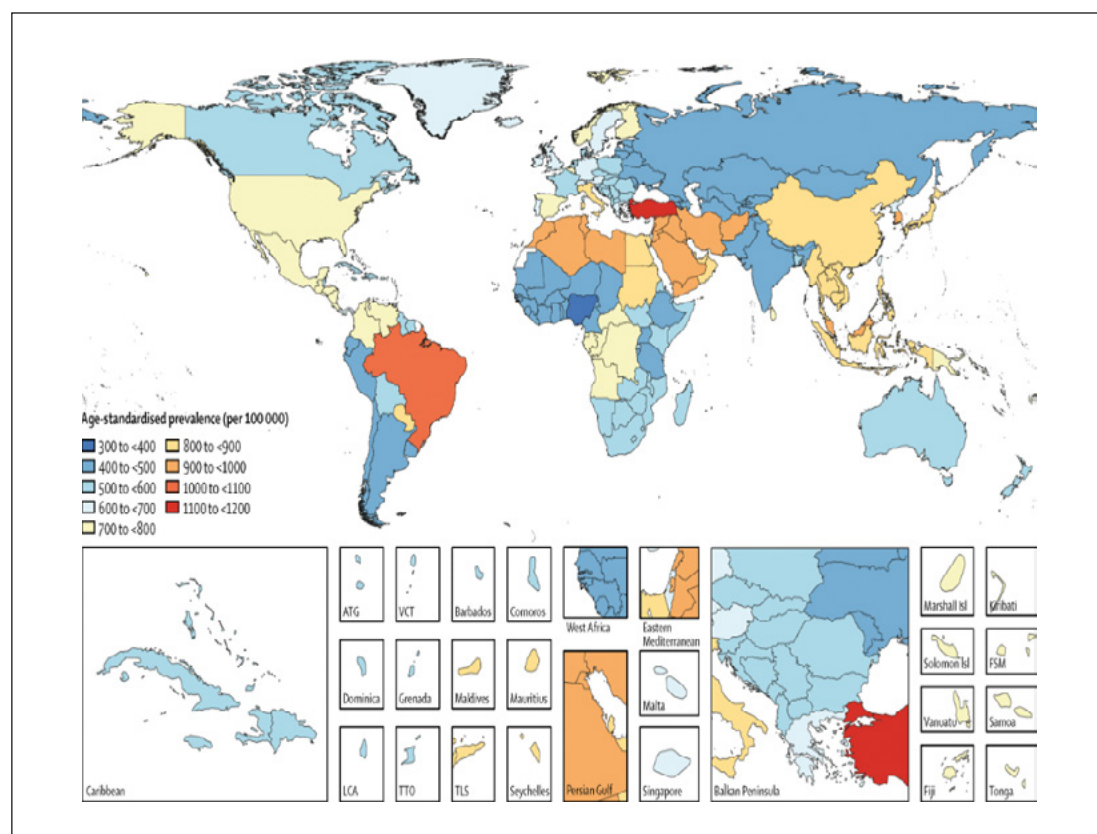 Age-standardised prevalence (per 100 000)
300 to <400
400 to <500
500 to <600
600 to <700
700 to <800
800 to <900
900 to <1000
1000 to <1100
1100 to <1200
Caribbean
ATG
VCT
Barbados
Comoros
Dominica
Grenada
Maldives
Mauritius
LCA
TTO
TLS
Seychelles
West Africa
Eastern
Mediterranean
Persian Gulf
Malta
Singapore
Balkan Peninsula
Marshall Isl
Kiribati
Solomon Isl
FSM
Vanuatu
Samoa
Fiji
Tonga